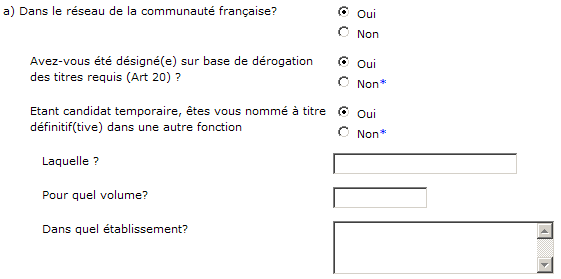 a) Dans le réseau de la communauté française?
Oui
Non
Avez-vous été désigné(e) sur base de dérogation
des titres requis (Art 20) ?
Oui
Non*
Etant candidat temporaire, êtes vous nommé à titre
définitif(tive) dans une autre fonction
Oui
Non*
Laquelle ?
Pour quel volume?
Dans quel établissement?